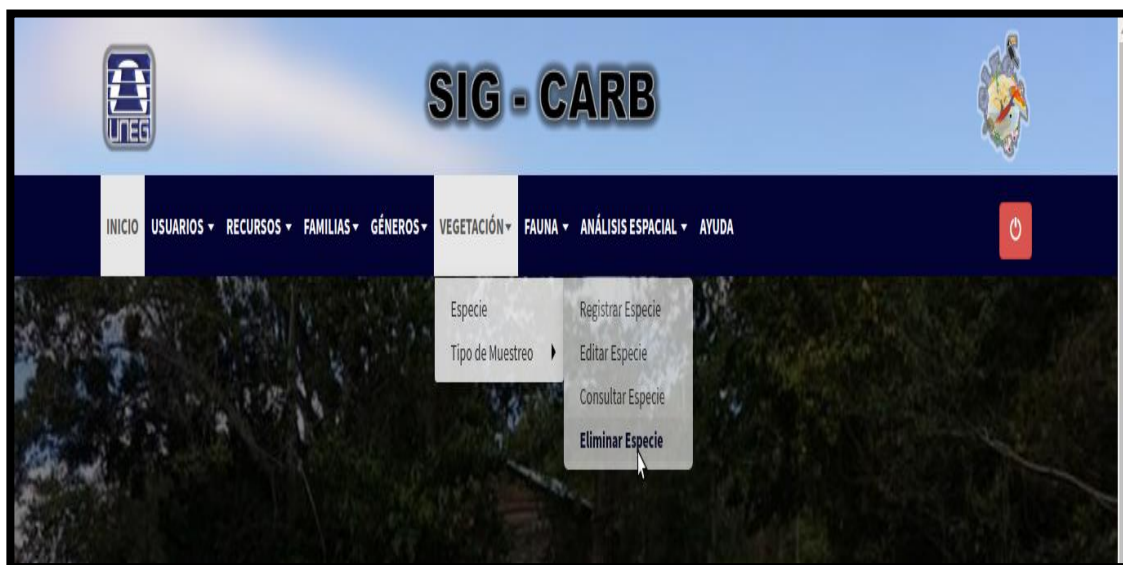 UNEG
SIG - CARB
INICIO USUARIOS RECURSOS FAMILIAS GÉNEROS VEGETACIÓN FAUNA ANÁLISIS ESPACIAL AYUDA
Especie
Tipo de Muestreo
Registrar Especie
Editar Especie
Consultar Especie
Eliminar Especie